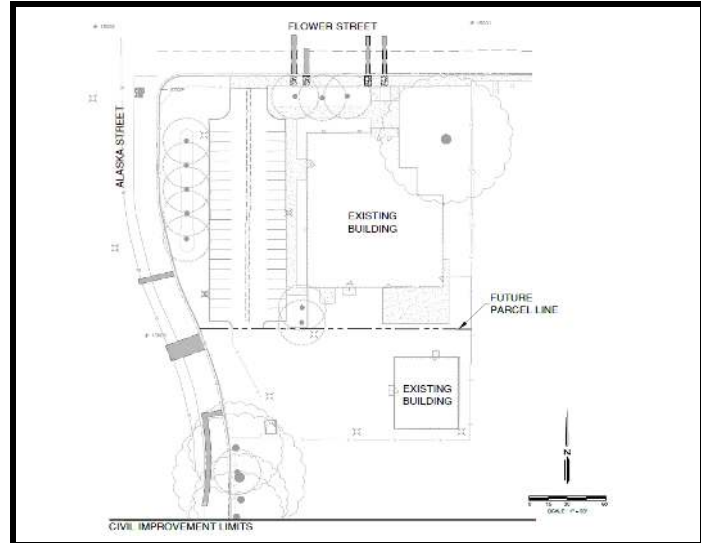 FLOWER STREET
ALASKA STREET
EXISTING
BUILDING
FUTURE
PARCEL LINE
EXISTING
BUILDING
N
CIVIL IMPROVEMENT LIMITS